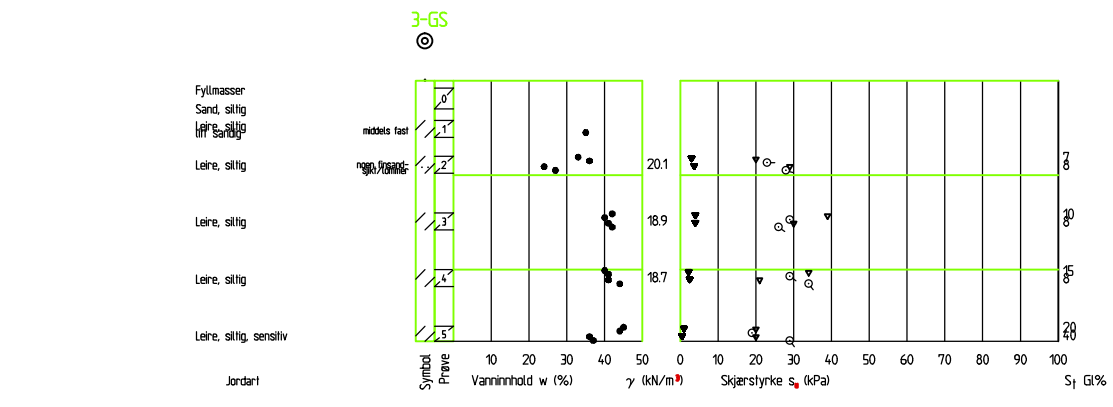 3-GS
Fyllmasser 0
Sand, siltig
Leire, siltig
litt sandig middels fast 1
Leire, siltig noen finsand- 2 20.1 7
sjikt/lommer 8
Leire, siltig 3 18.9 10
8
Leire, siltig 4 18.7 15
8
Leire, siltig, sensitiv 5 20
40
10 20 30 40 50 0 10 20 30 40 50 60 70 80 90 100
Jordart Symbol Prøve Vanninnhold w (%) γ (kN/m³) Skjærstyrke s (kPa) St Gl%